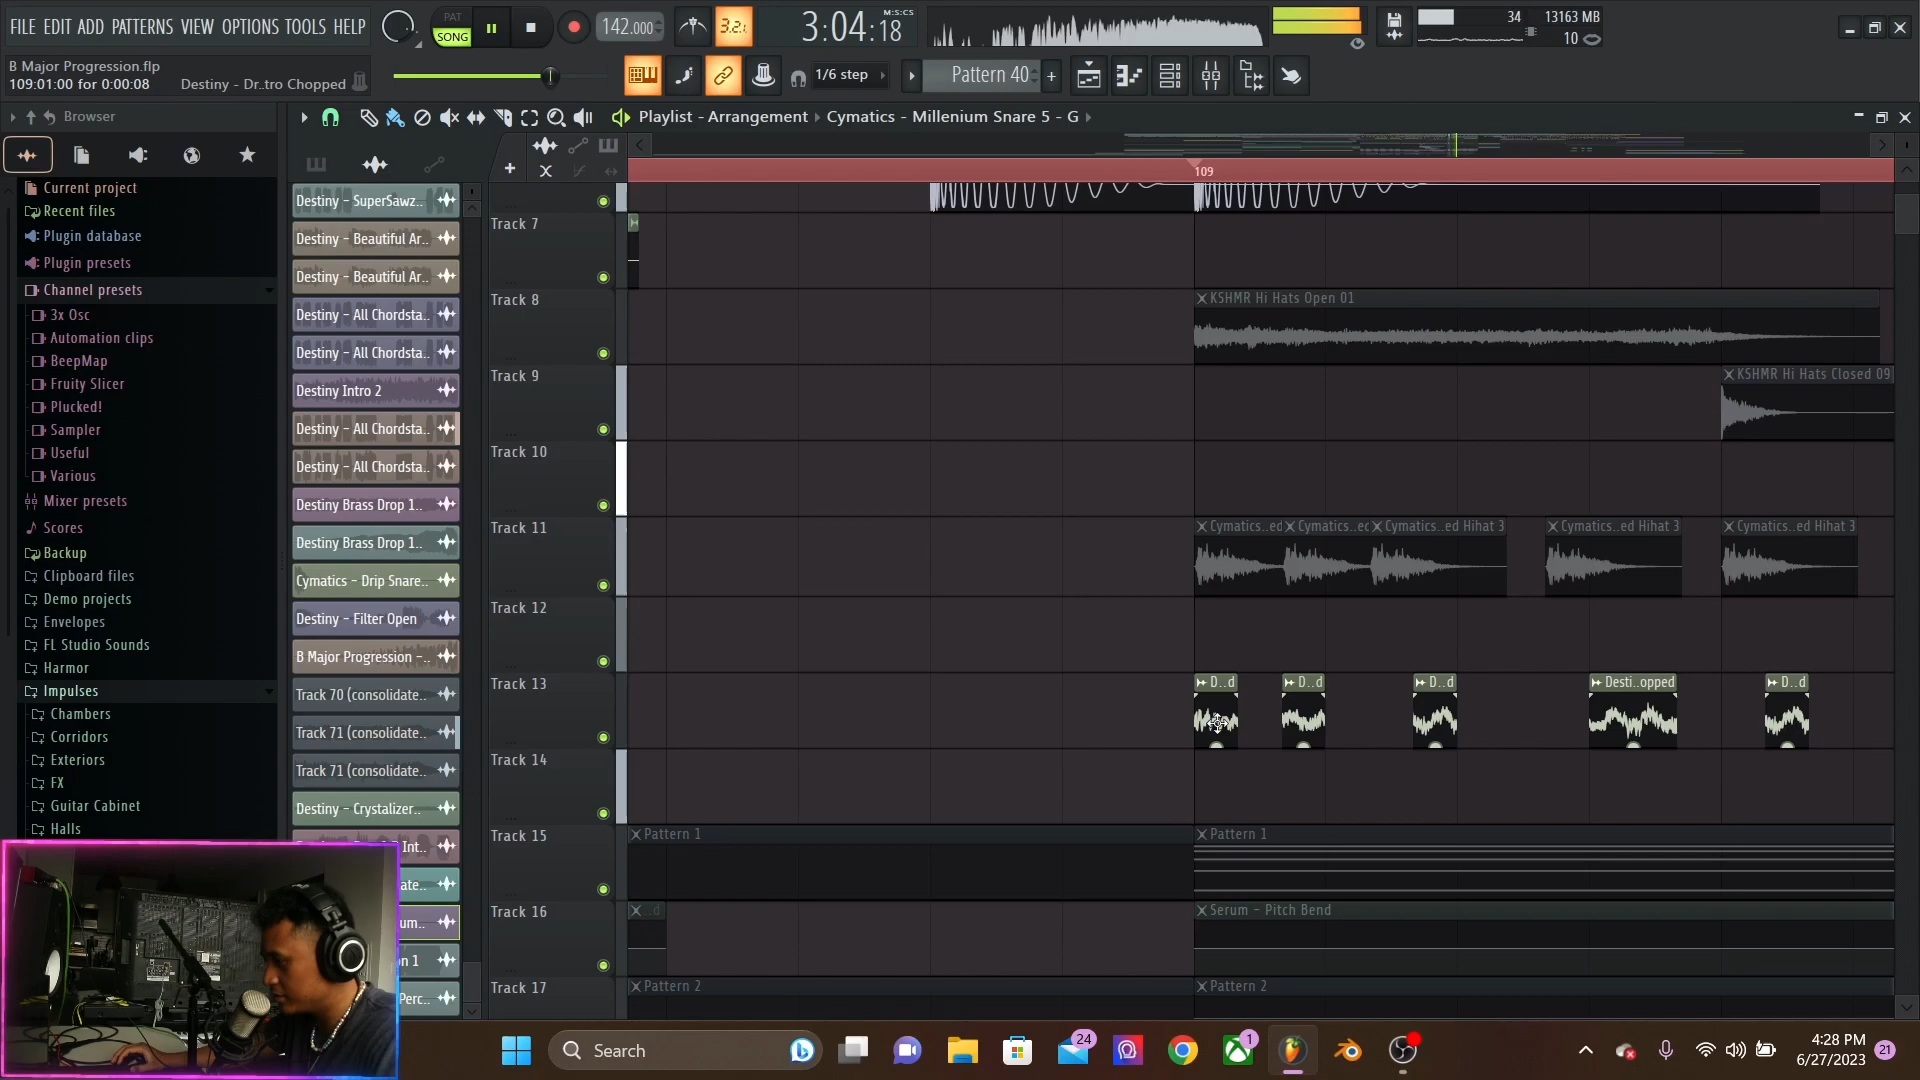 FILE EDIT ADD PATTERNS VIEW OPTIONS TOOLS HELP
PAT
SONG
142.000
3.2.1
3:04:18
M:S:CS
34
13163 MB
10
B Major Progression.flp
109:01:00 for 0:00:08
Destiny - Dr..tro Chopped
1/6 step
Pattern 40
Browser
Playlist - Arrangement › Cymatics - Millenium Snare 5 - G
109
Current project
Recent files
Plugin database
Plugin presets
Channel presets
3x Osc
Automation clips
BeepMap
Fruity Slicer
Plucked!
Sampler
Useful
Various
Mixer presets
Scores
Backup
Clipboard files
Demo projects
Envelopes
FL Studio Sounds
Harmor
Impulses
Chambers
Corridors
Exteriors
FX
Guitar Cabinet
Halls
Destiny - SuperSawz..
Destiny - Beautiful Ar..
Destiny - Beautiful Ar..
Destiny - All Chordsta..
Destiny - All Chordsta..
Destiny Intro 2
Destiny - All Chordsta..
Destiny - All Chordsta..
Destiny Brass Drop 1..
Destiny Brass Drop 1..
Cymatics - Drip Snare..
Destiny - Filter Open
B Major Progression -..
Track 70 (consolidate..
Track 71 (consolidate..
Track 71 (consolidate..
Destiny - Crystalizer..
Int..
ate..
um..
n 1
Perc..
Track 7
Track 8
KSHMR Hi Hats Open 01
Track 9
KSHMR Hi Hats Closed 09
Track 10
Track 11
Cymatics..ed
Cymatics..ec
Cymatics..ed Hihat 3
Cymatics..ed Hihat 3
Cymatics..ed Hihat 3
Track 12
Track 13
D..d
D..d
D..d
Desti..opped
D..d
Track 14
Track 15
Pattern 1
Pattern 1
Track 16
..d
Serum - Pitch Bend
Track 17
Pattern 2
Pattern 2
Search
24
1
4:28 PM
6/27/2023
21